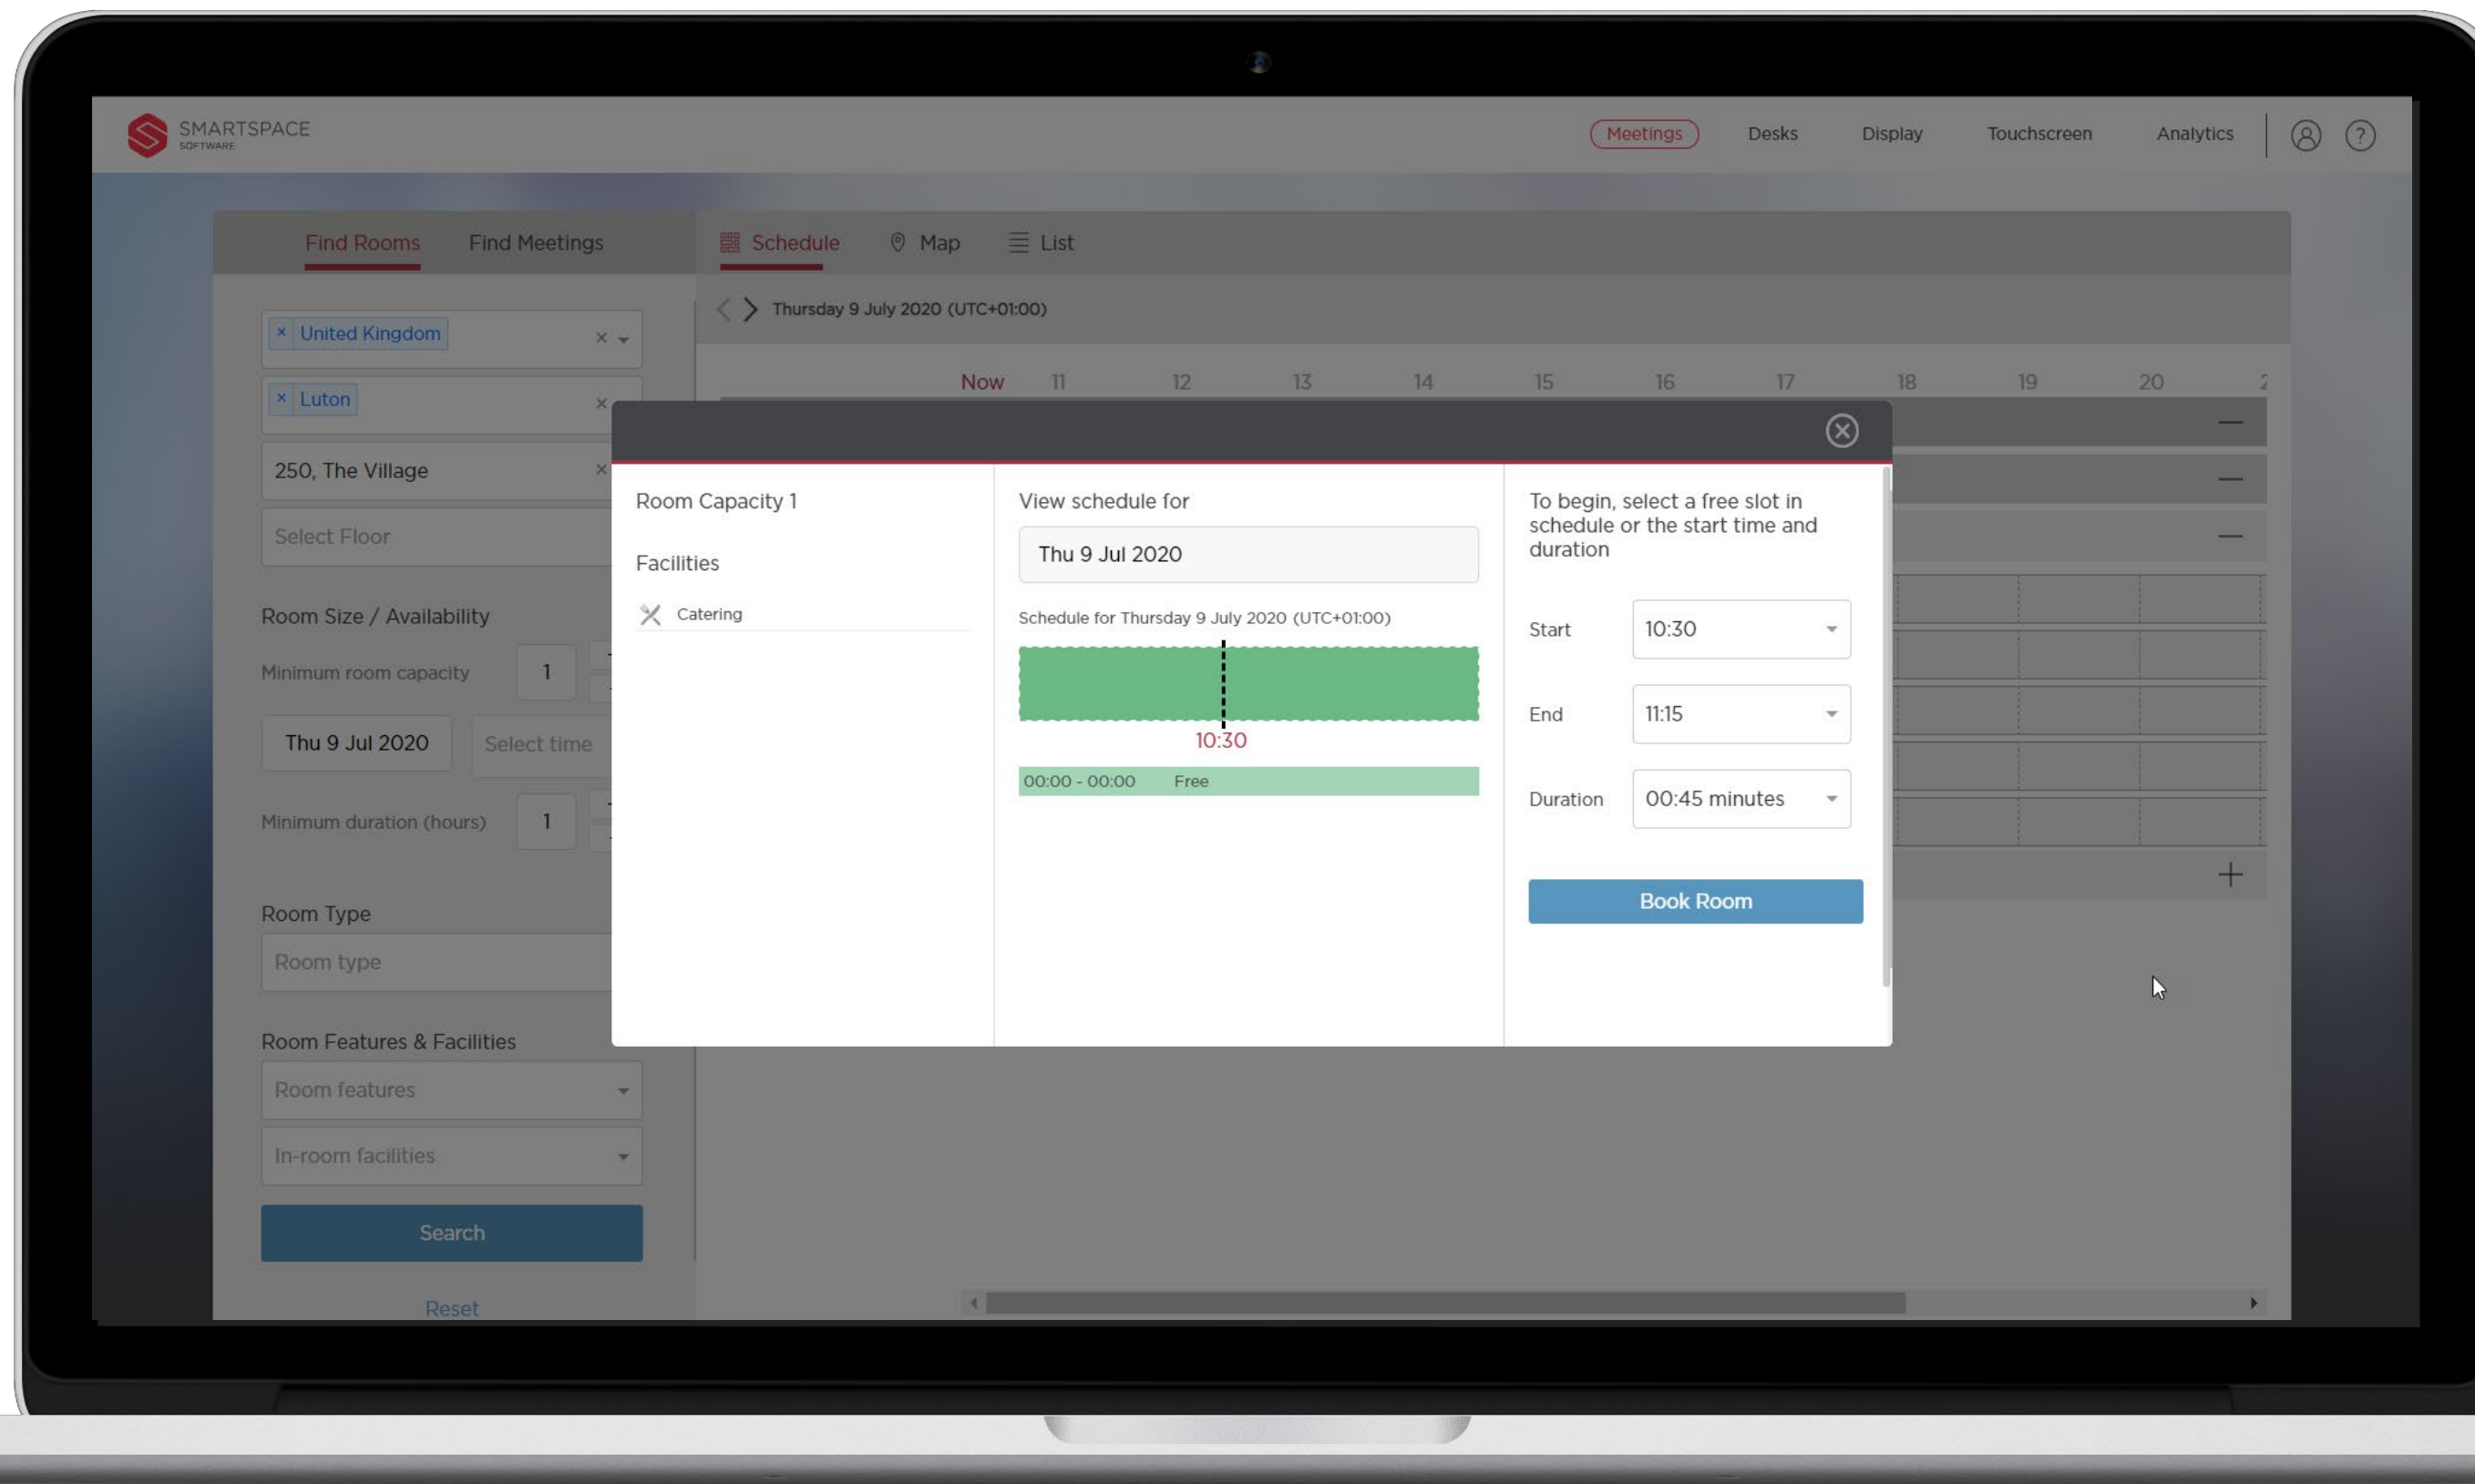 SMARTSPACE
SOFTWARE
Meetings
Desks
Display
Touchscreen
Analytics
?
Find Rooms
Find Meetings
Schedule
Map
List
× United Kingdom ×
× Luton ×
250, The Village ×
Select Floor
Room Size / Availability
Minimum room capacity 1
Thu 9 Jul 2020
Select time
Minimum duration (hours) 1
Room Type
Room type
Room Features & Facilities
Room features
In-room facilities
Search
Reset
Thursday 9 July 2020 (UTC+01:00)
Now 11 12 13 14 15 16 17 18 19 20
Room Capacity 1
Facilities
Catering
View schedule for
Thu 9 Jul 2020
Schedule for Thursday 9 July 2020 (UTC+01:00)
10:30
00:00 - 00:00 Free
To begin, select a free slot in
schedule or the start time and
duration
Start 10:30
End 11:15
Duration 00:45 minutes
Book Room